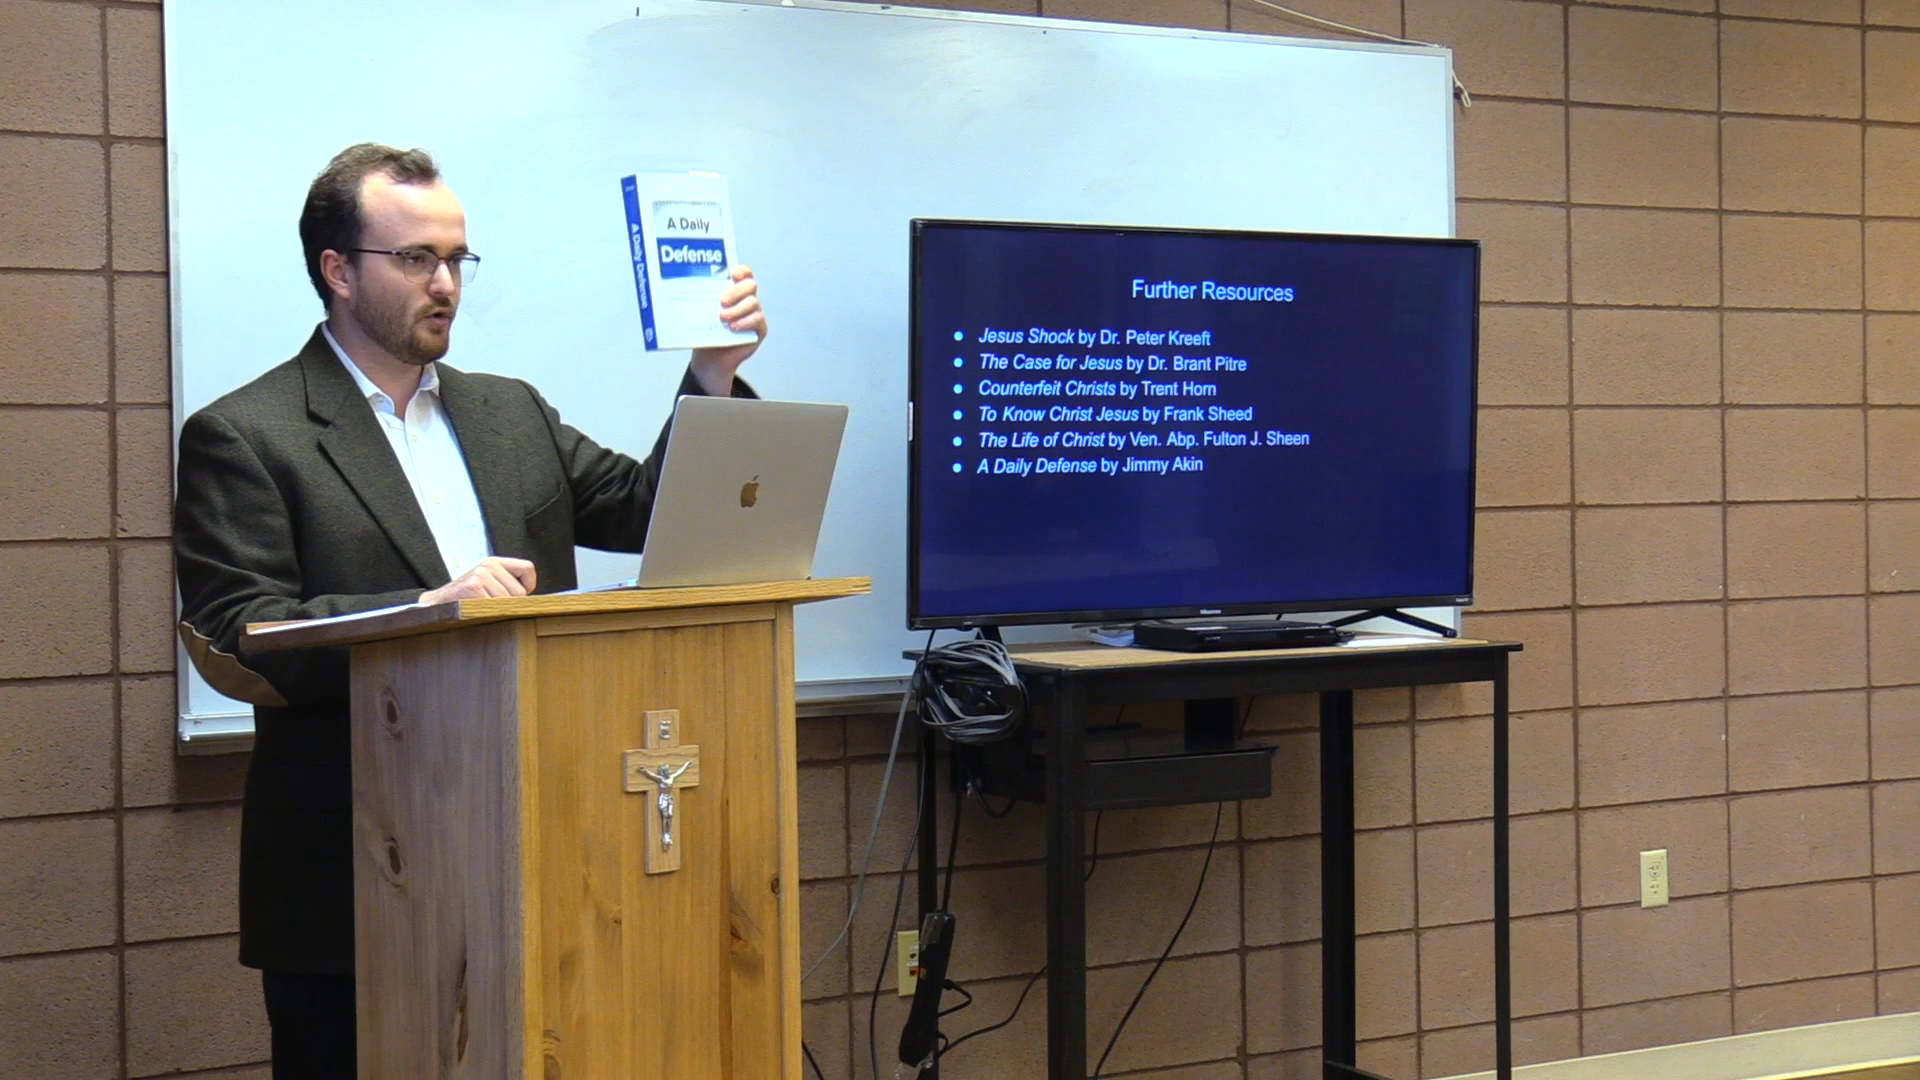 A Daily
Defense
A Daily Defense
Further Resources
• Jesus Shock by Dr. Peter Kreeft
• The Case for Jesus by Dr. Brant Pitre
• Counterfeit Christs by Trent Horn
• To Know Christ Jesus by Frank Sheed
• The Life of Christ by Ven. Abp. Fulton J. Sheen
• A Daily Defense by Jimmy Akin
Hisense